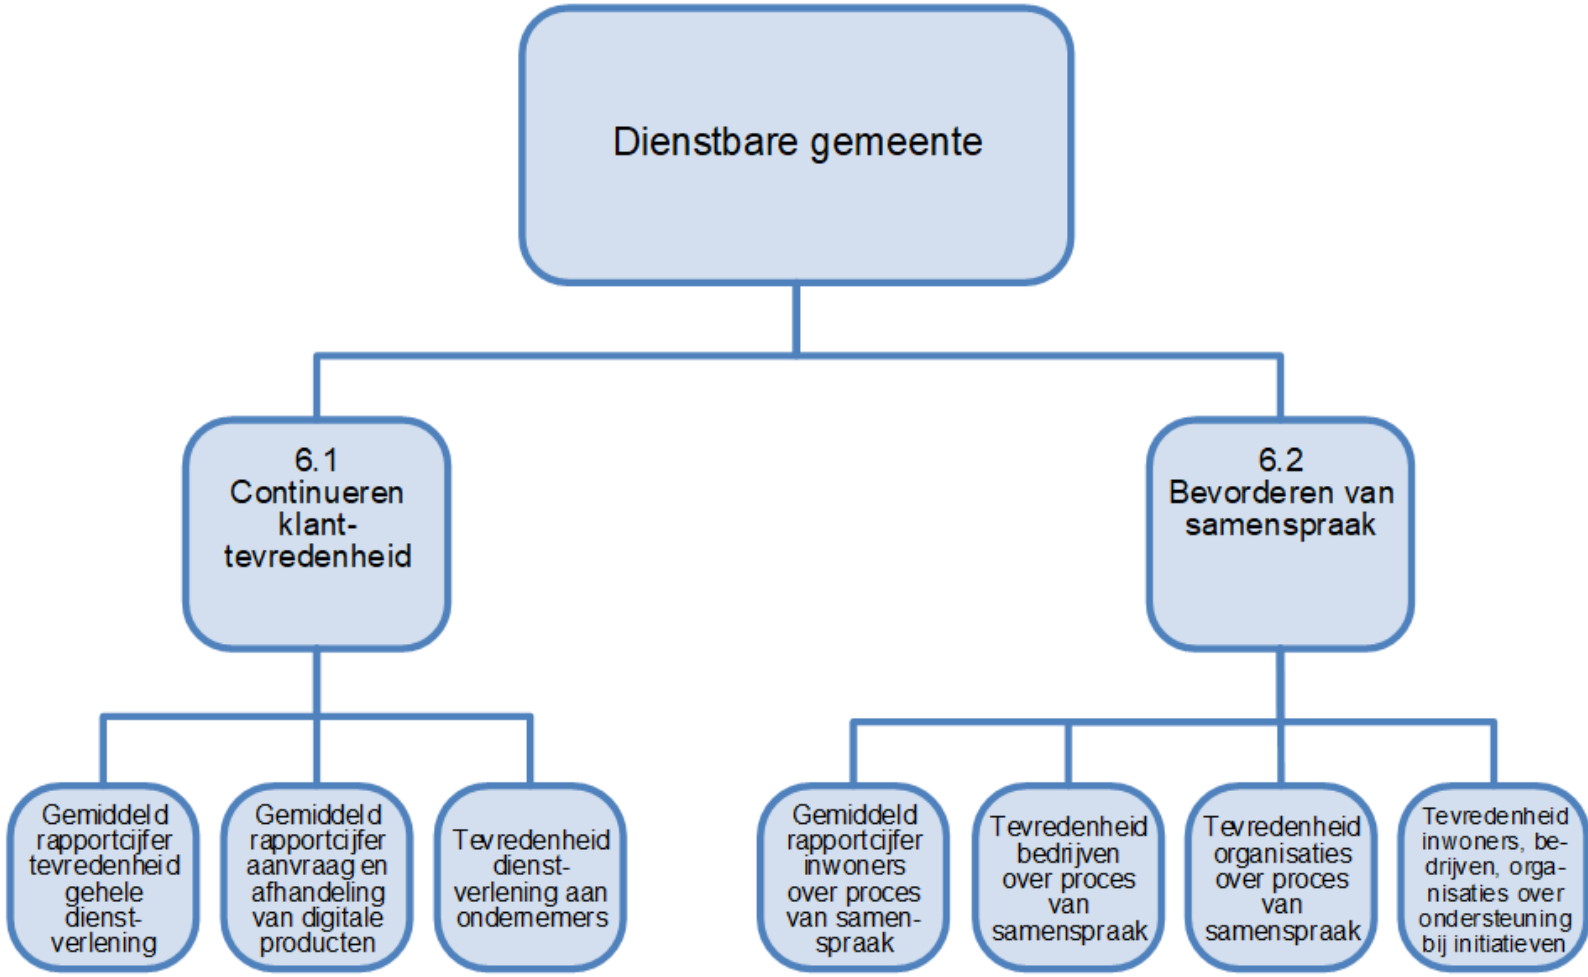 Dienstbare gemeente
6.1
Continueren
klant-
tevredenheid
6.2
Bevorderen van
samenspraak
Gemiddeld
rapportcijfer
tevredenheid
gehele
dienst-
verlening
Gemiddeld
rapportcijfer
aanvraag en
afhandeling
van digitale
producten
Tevredenheid
dienst-
verlening aan
ondernemers
Gemiddeld
rapportcijfer
inwoners
over proces
van samen-
spraak
Tevredenheid
bedrijven
over proces
van
samenspraak
Tevredenheid
organisaties
over proces
van
samenspraak
Tevredenheid
inwoners, be-
drijven, orga-
nisaties over
ondersteuning
bij initiatieven